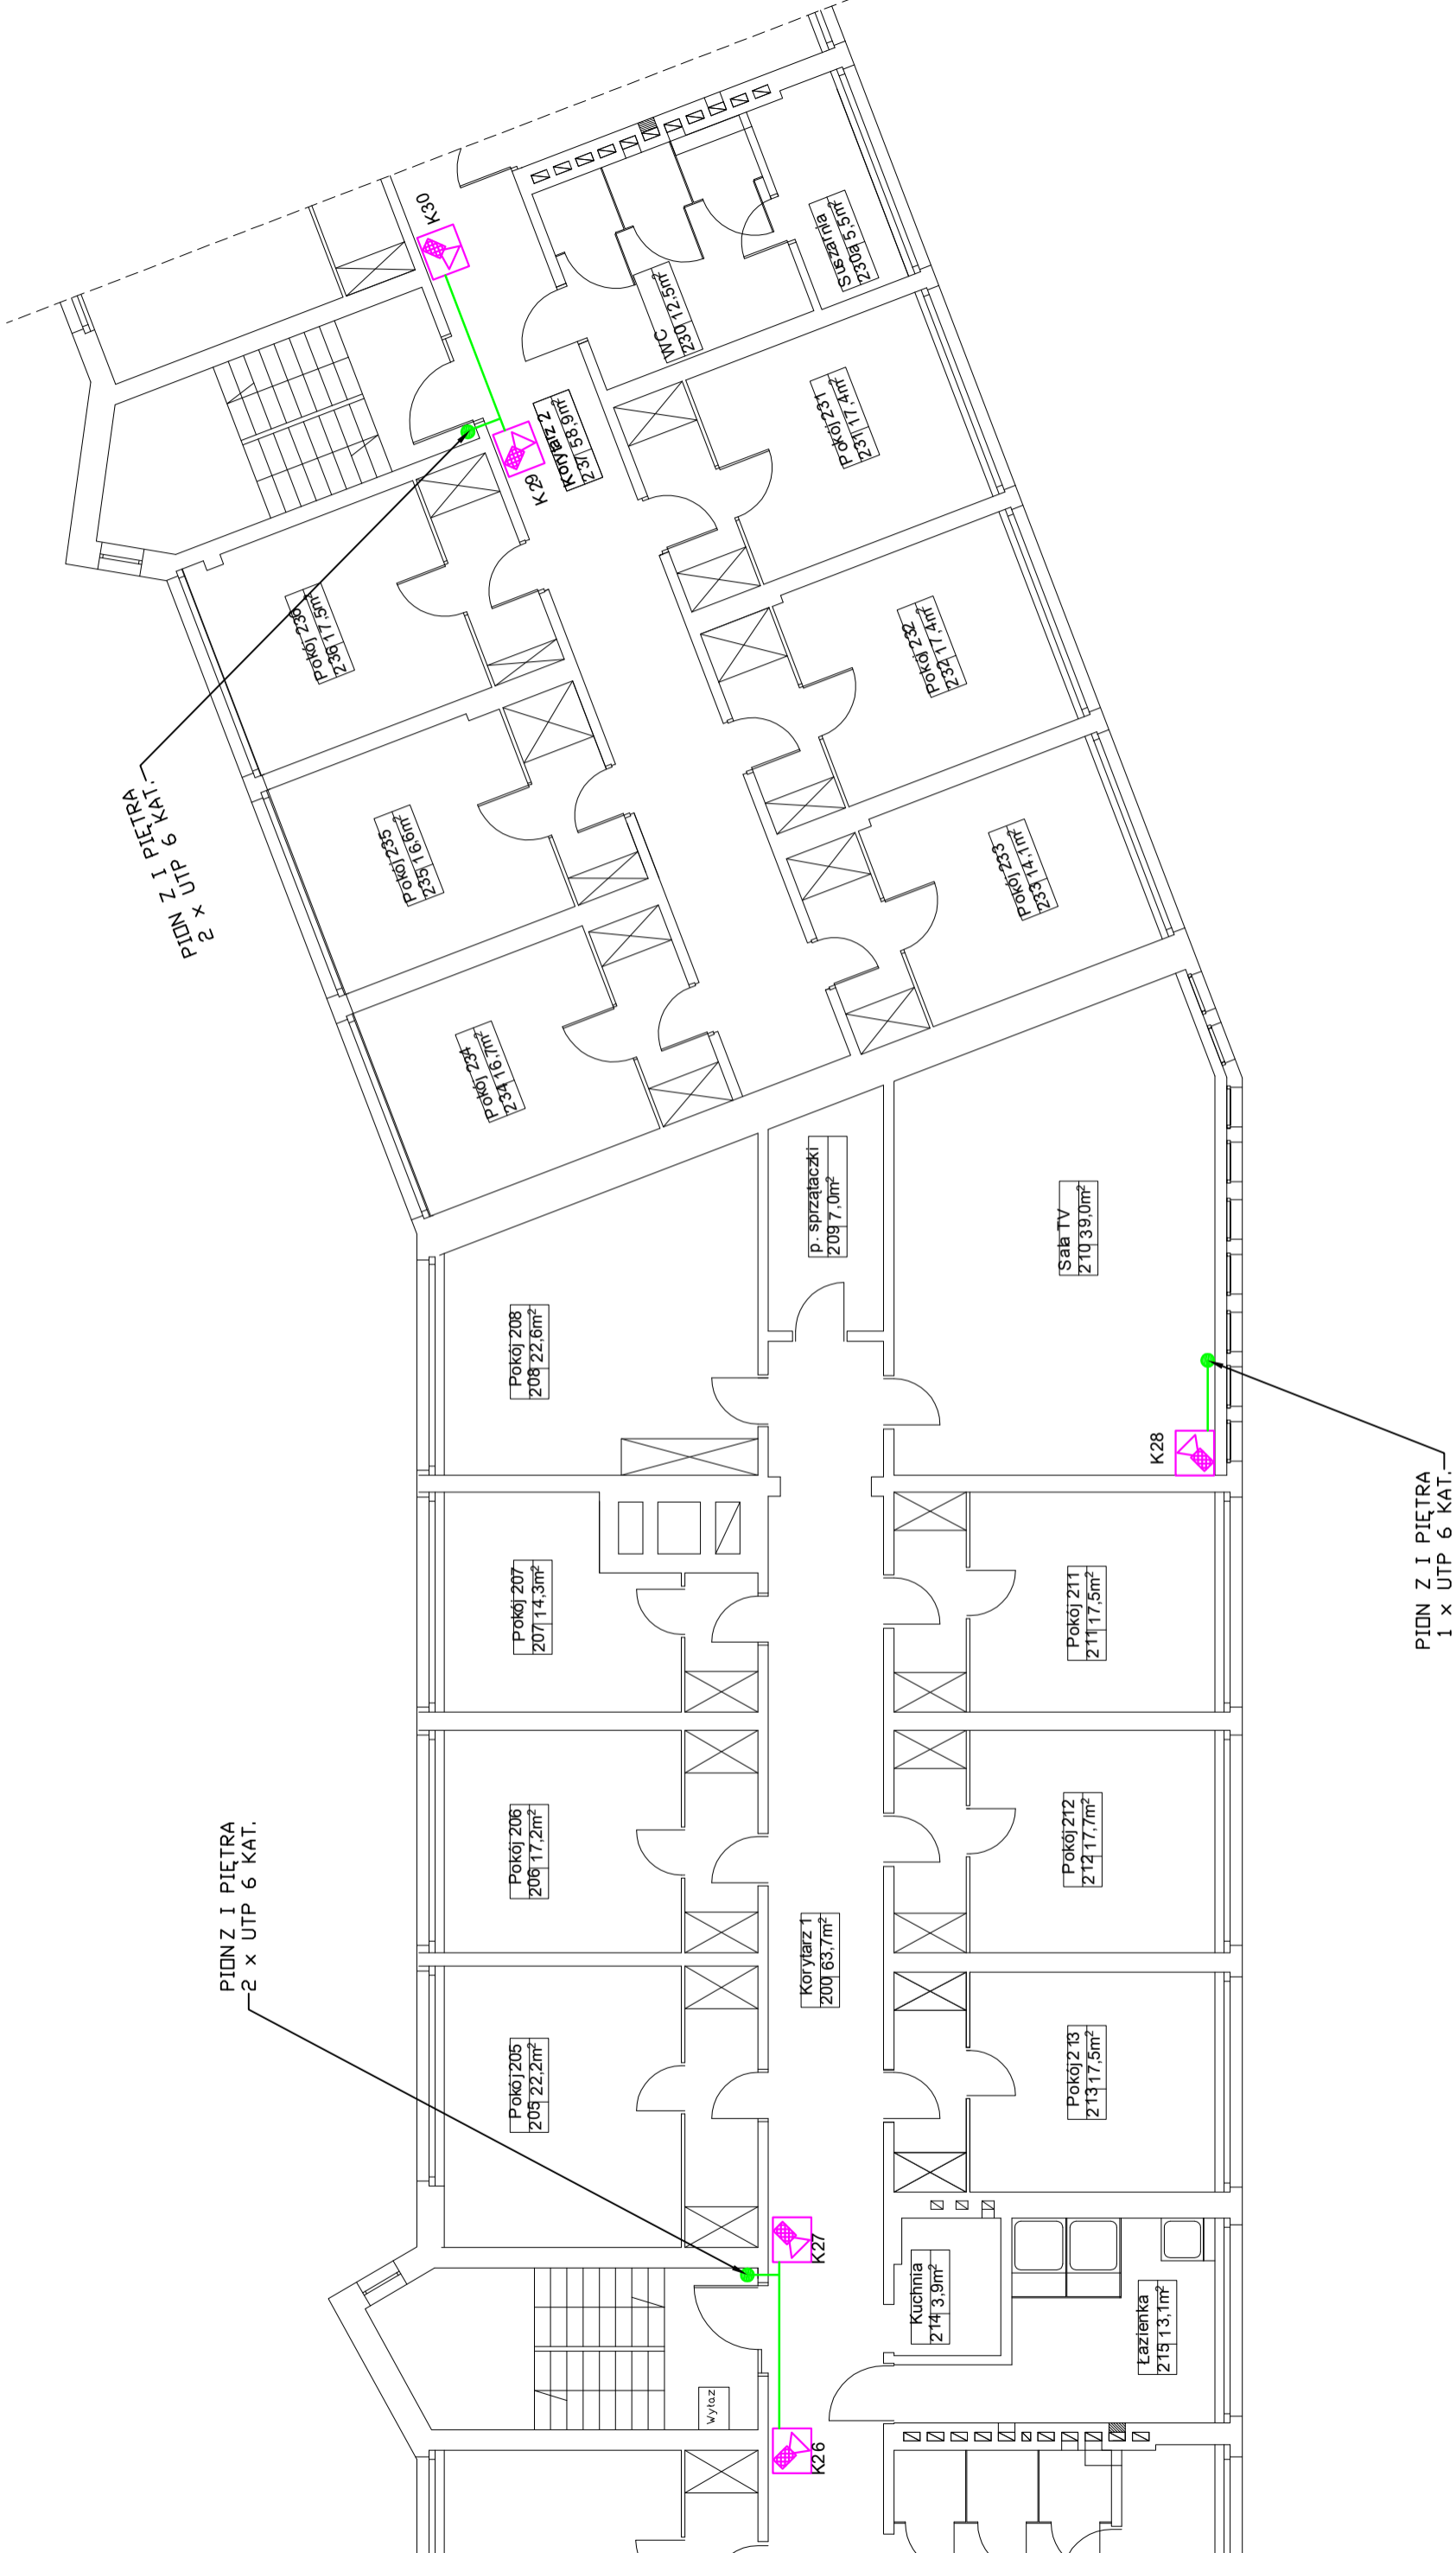 K30
Suszarnia
230a 5,5m²
WC
230 12,5m²
Pokój 231
231 17,4m²
Korytarz 2
237 58,9m²
K29
Pokój 236
236 17.5m²
Pokój 232
232 17,4m²
PION Z I PIĘTRA
2 x UTP 6 KAT.
Pokój 235
235 16,6m²
Pokój 233
233 14,1m²
Pokój 234
234 16,7m²
p. sprzątaczki
209 7,0m²
Sala TV
210 39,0m²
Pokój 208
208 22,6m²
K28
PION Z I PIĘTRA
1 x UTP 6 KAT.
Pokój 207
207 14,3m²
Pokój 211
211 17,5m²
PION Z I PIĘTRA
2 x UTP 6 KAT.
Pokój 206
206 17,2m²
Pokój 212
212 17,7m²
Korytarz 1
200 63,7m²
Pokój 205
205 22,2m²
Pokój 213
213 17,5m²
K27
Kuchnia
214 3,9m²
Łazienka
215 13,1m²
Wyłaz
K26